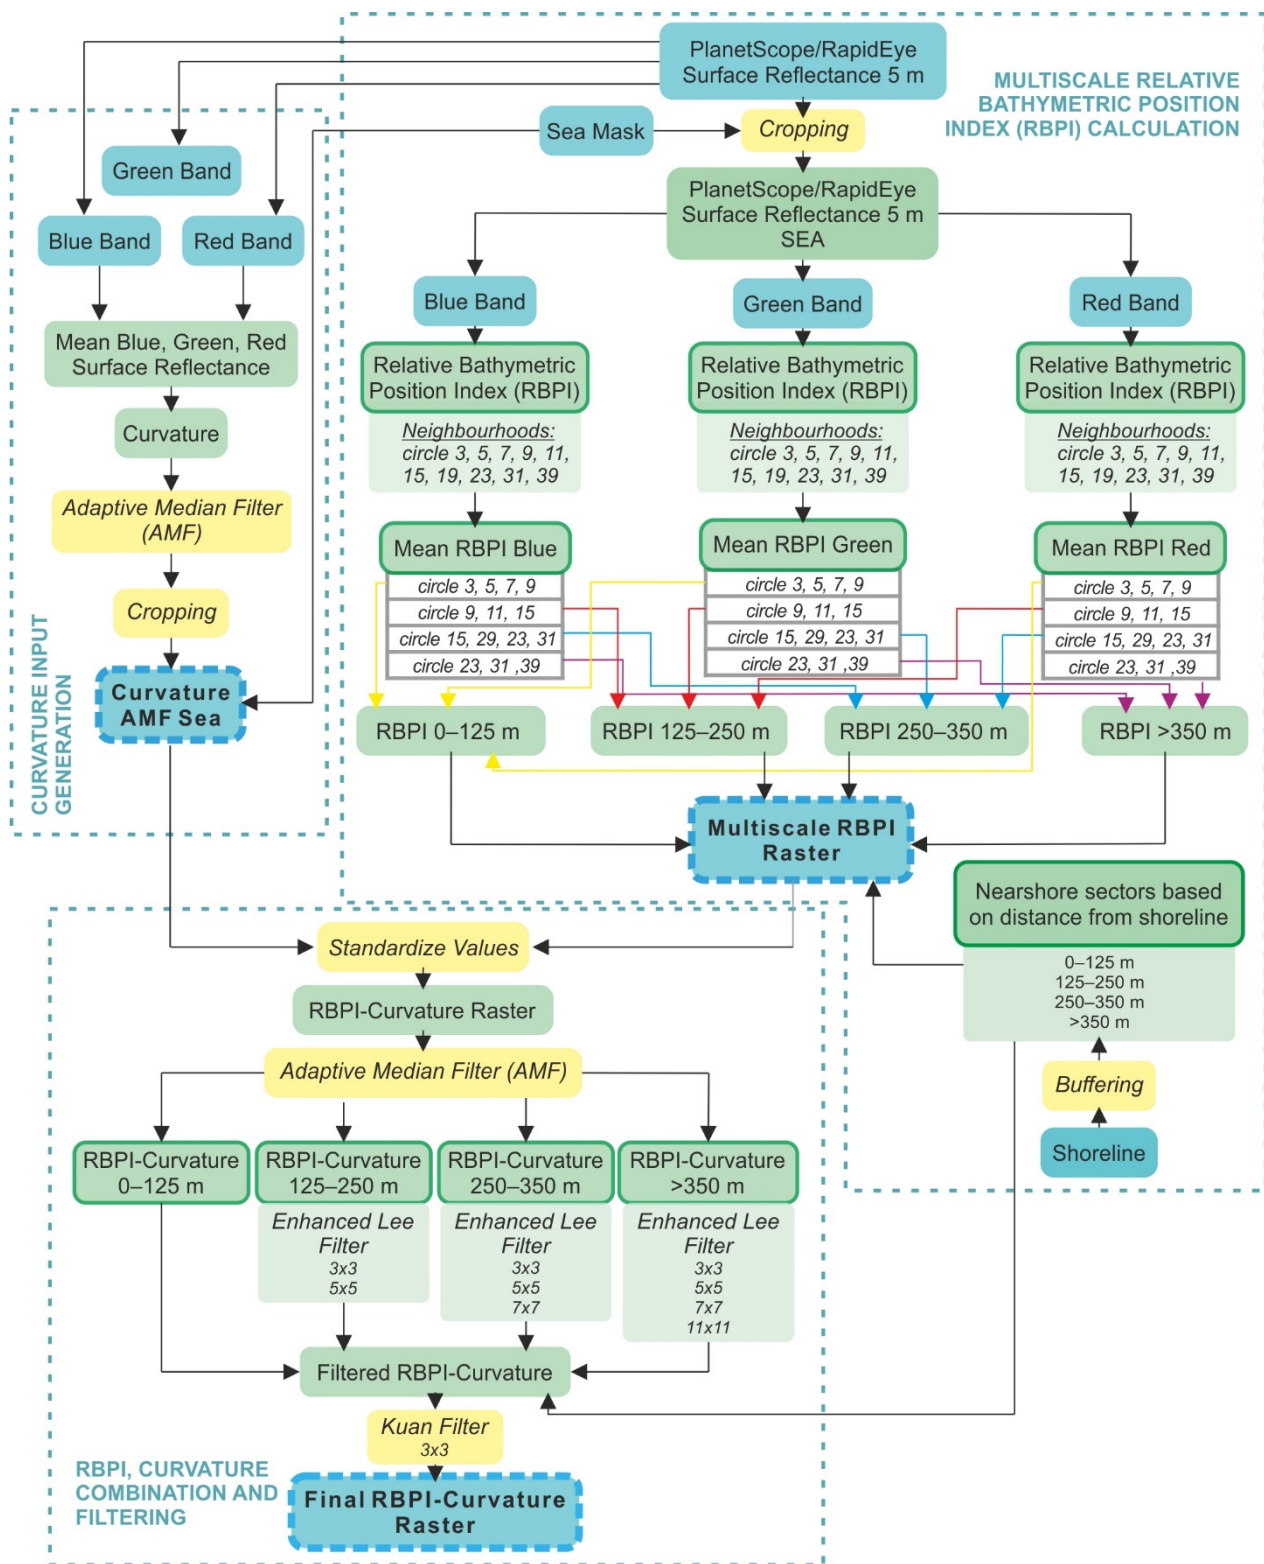 PlanetScope/RapidEye
Surface Reflectance 5 m
MULTISCALE RELATIVE
BATHYMETRIC POSITION
INDEX (RBPI) CALCULATION
Sea Mask
Cropping
Green Band
Blue Band
Red Band
PlanetScope/RapidEye
Surface Reflectance 5 m
SEA
Blue Band
Green Band
Red Band
Mean Blue, Green, Red
Surface Reflectance
Curvature
Adaptive Median Filter
(AMF)
Cropping
Curvature
AMF Sea
CURVATURE INPUT
GENERATION
Relative Bathymetric
Position Index (RBPI)
Neighbourhoods:
circle 3, 5, 7, 9, 11,
15, 19, 23, 31, 39
Relative Bathymetric
Position Index (RBPI)
Neighbourhoods:
circle 3, 5, 7, 9, 11,
15, 19, 23, 31, 39
Relative Bathymetric
Position Index (RBPI)
Neighbourhoods:
circle 3, 5, 7, 9, 11,
15, 19, 23, 31, 39
Mean RBPI Blue
circle 3, 5, 7, 9
circle 9, 11, 15
circle 15, 29, 23, 31
circle 23, 31 ,39
Mean RBPI Green
circle 3, 5, 7, 9
circle 9, 11, 15
circle 15, 29, 23, 31
circle 23, 31 ,39
Mean RBPI Red
circle 3, 5, 7, 9
circle 9, 11, 15
circle 15, 29, 23, 31
circle 23, 31 ,39
RBPI 0–125 m
RBPI 125–250 m
RBPI 250–350 m
RBPI >350 m
Multiscale RBPI
Raster
Nearshore sectors based
on distance from shoreline
0–125 m
125–250 m
250–350 m
>350 m
Buffering
Shoreline
Standardize Values
RBPI-Curvature Raster
Adaptive Median Filter (AMF)
RBPI-Curvature
0–125 m
RBPI-Curvature
125–250 m
Enhanced Lee
Filter
3x3
5x5
RBPI-Curvature
250–350 m
Enhanced Lee
Filter
3x3
5x5
7x7
RBPI-Curvature
>350 m
Enhanced Lee
Filter
3x3
5x5
7x7
11x11
Filtered RBPI-Curvature
Kuan Filter
3x3
Final RBPI-Curvature
Raster
RBPI, CURVATURE
COMBINATION AND
FILTERING